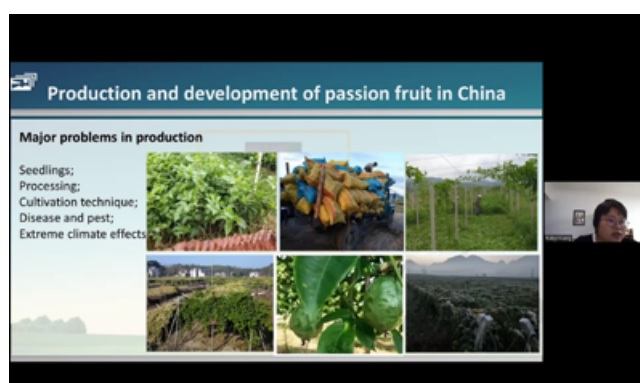 Production and development of passion fruit in China
Major problems in production
Seedlings;
Processing;
Cultivation technique;
Disease and pest;
Extreme climate effects